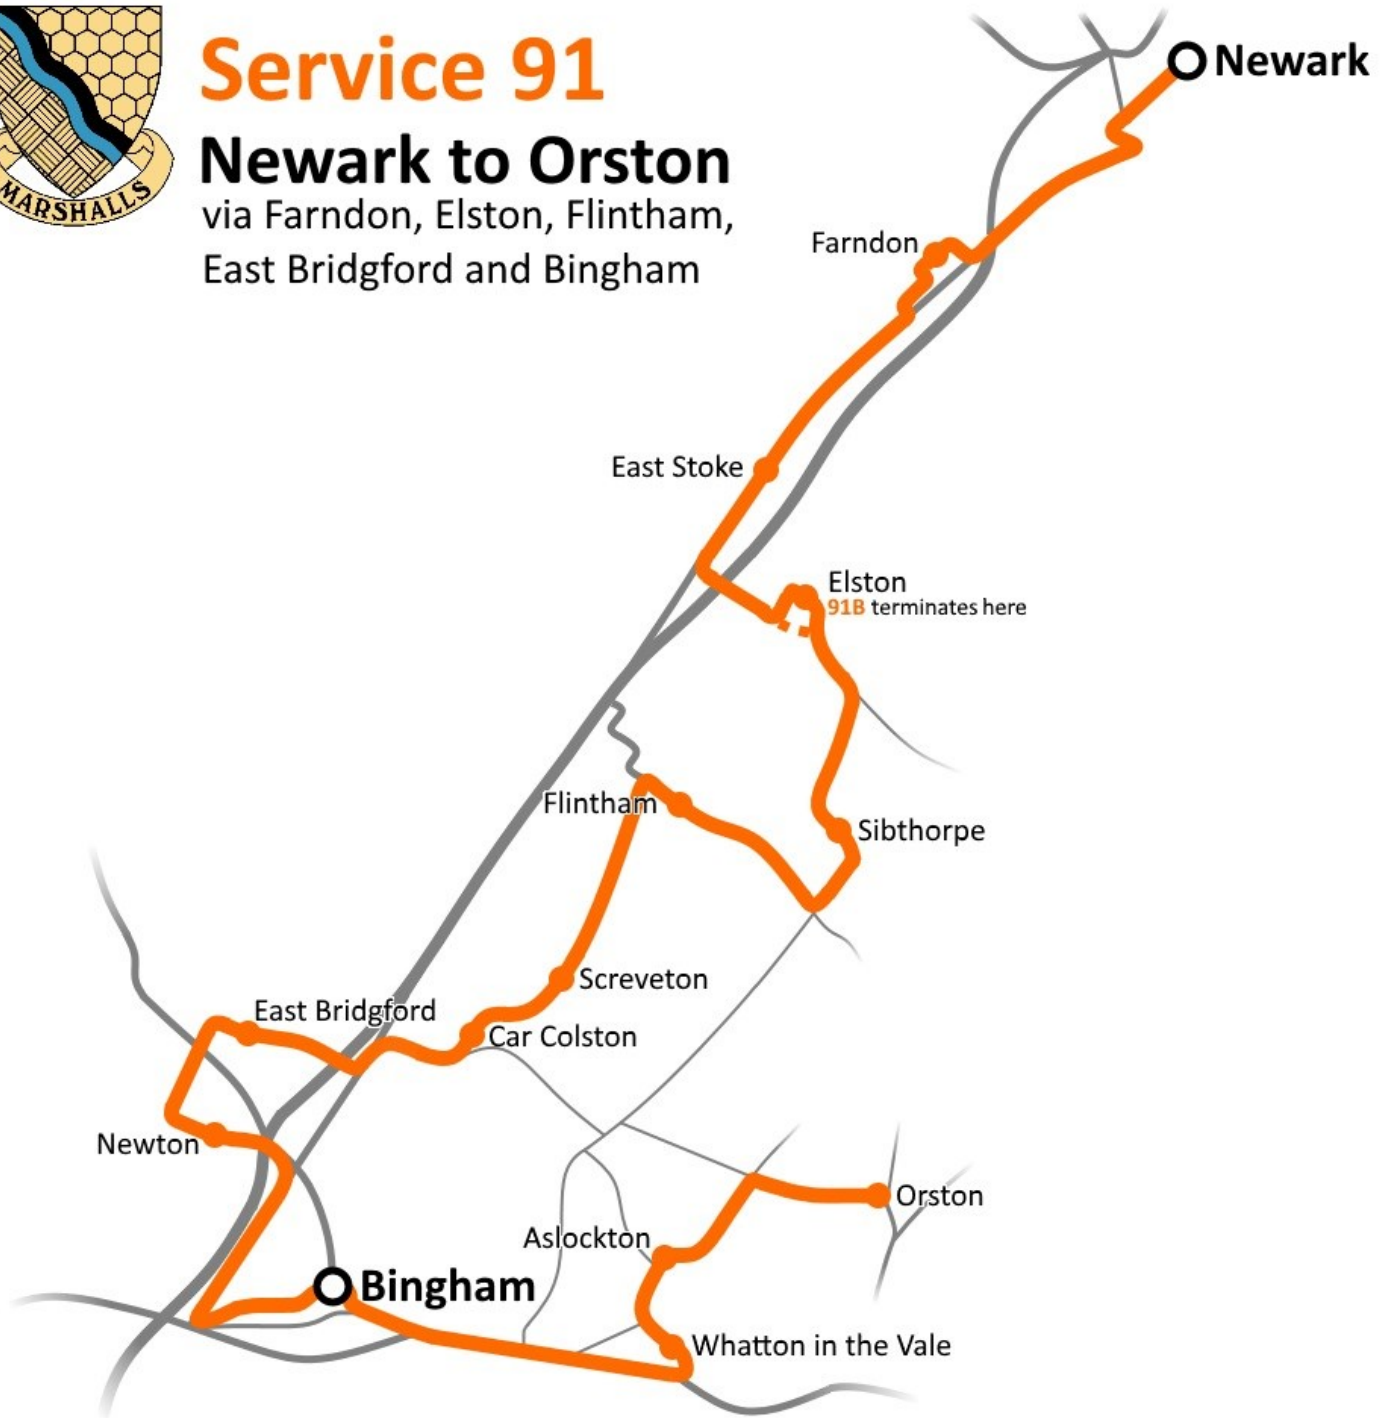 MARSHALLS
Service 91
Newark to Orston
via Farndon, Elston, Flintham,
East Bridgford and Bingham
Newark
Farndon
East Stoke
Elston
91B terminates here
Flintham
Sibthorpe
Screveton
East Bridgford
Car Colston
Newton
Orston
Aslockton
Bingham
Whatton in the Vale